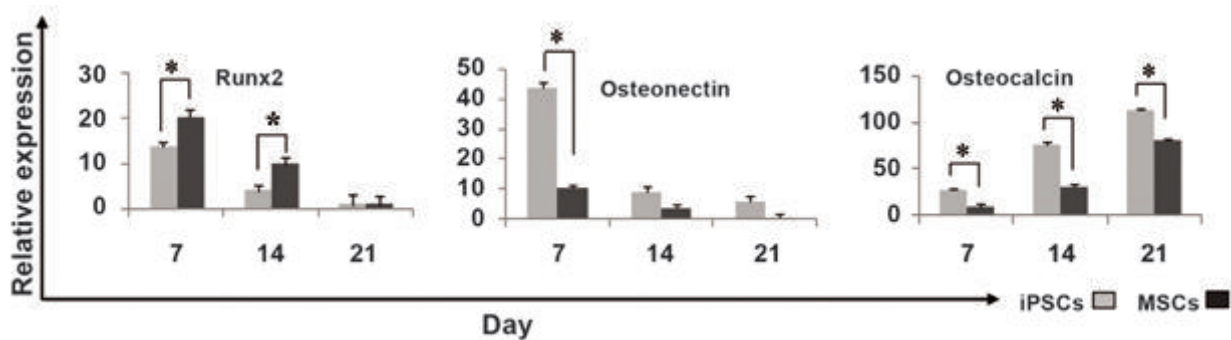 Relative expression
Runx2
30
20
10
0
*
*
7 14 21
Osteonectin
50
40
30
20
10
0
*
7 14 21
Osteocalcin
150
100
50
0
*
*
*
7 14 21
Day
iPSCs MSCs